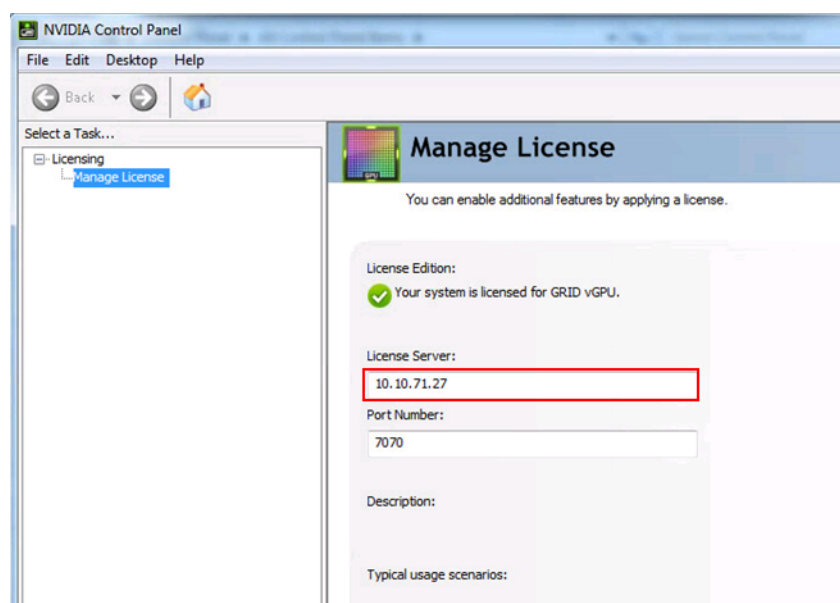 NVIDIA Control Panel
File Edit Desktop Help
Back
Select a Task...
Licensing
Manage License
Manage License
You can enable additional features by applying a license.
License Edition:
Your system is licensed for GRID vGPU.
License Server:
10.10.71.27
Port Number:
7070
Description:
Typical usage scenarios: